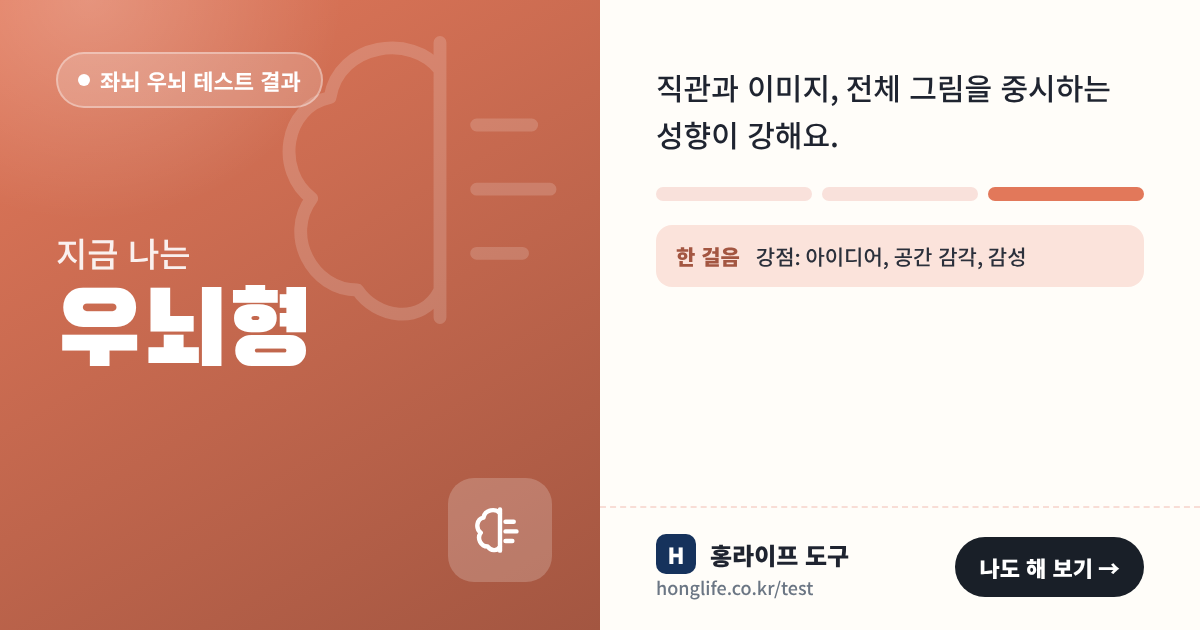 좌뇌 우뇌 테스트 결과
지금 나는
우뇌형
직관과 이미지, 전체 그림을 중시하는
성향이 강해요.
한 걸음 강점: 아이디어, 공간 감각, 감성
H 홍라이프 도구
honglife.co.kr/test
나도 해 보기 →